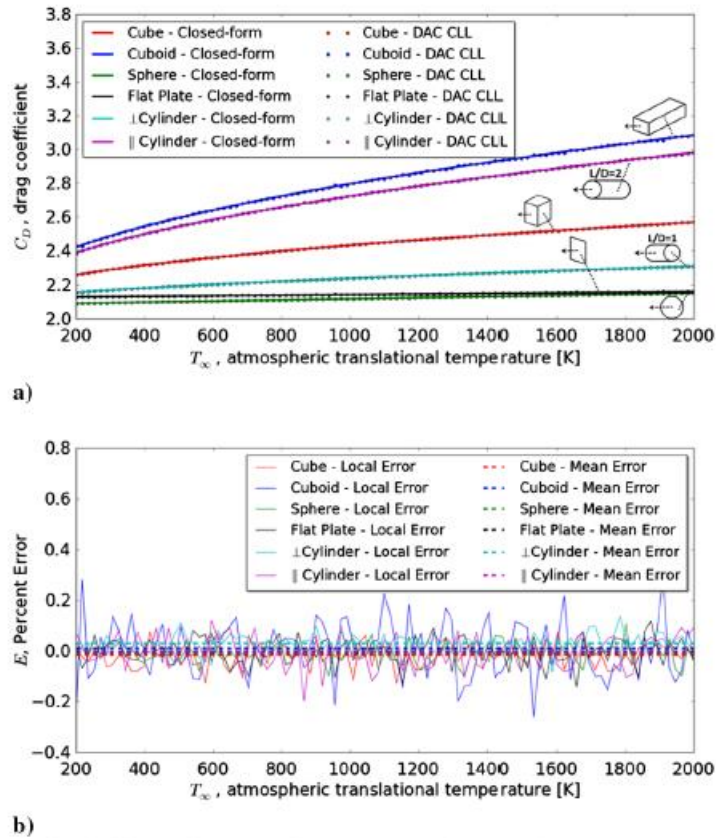 3.8
3.6
3.4
3.2
3.0
2.8
2.6
2.4
2.2
2.0
C_D, drag coefficient
Cube - Closed-form
Cuboid - Closed-form
Sphere - Closed-form
Flat Plate - Closed-form
⊥Cylinder - Closed-form
∥ Cylinder - Closed-form
Cube - DAC CLL
Cuboid - DAC CLL
Sphere - DAC CLL
Flat Plate - DAC CLL
⊥Cylinder - DAC CLL
∥ Cylinder - DAC CLL
L/D=2
L/D=1
200 400 600 800 1000 1200 1400 1600 1800 2000
T∞, atmospheric translational temperature [K]
a)
0.8
0.6
0.4
0.2
0.0
−0.2
−0.4
E, Percent Error
Cube - Local Error
Cuboid - Local Error
Sphere - Local Error
Flat Plate - Local Error
⊥Cylinder - Local Error
∥ Cylinder - Local Error
Cube - Mean Error
Cuboid - Mean Error
Sphere - Mean Error
Flat Plate - Mean Error
⊥Cylinder - Mean Error
∥ Cylinder - Mean Error
200 400 600 800 1000 1200 1400 1600 1800 2000
T∞, atmospheric translational temperature [K]
b)